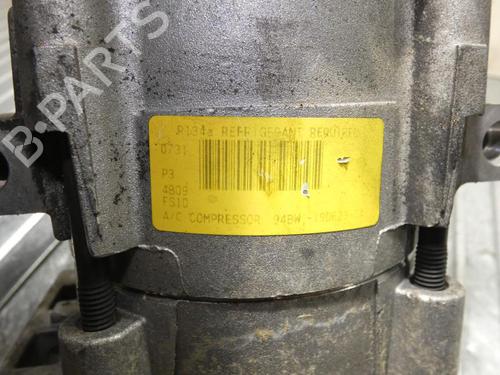 B-PARTS
R134a REFRIGERANT REQUIRED
0731
P3
4809
FS10
A/C COMPRESSOR 94BW-19D629-